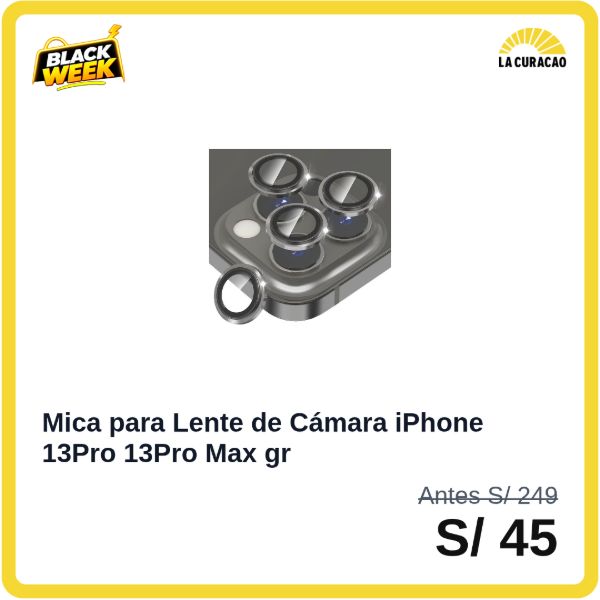 BLACK
WEEK
LA CURACAO
Mica para Lente de Cámara iPhone
13Pro 13Pro Max gr
Antes S/ 249
S/ 45